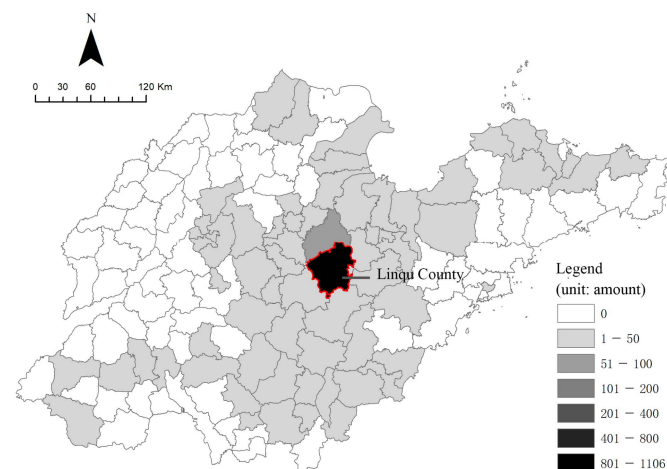 N
0 30 60 120 Km
Linqu County
Legend
(unit: amount)
0
1 － 50
51 － 100
101 － 200
201 － 400
401 － 800
801 － 1106